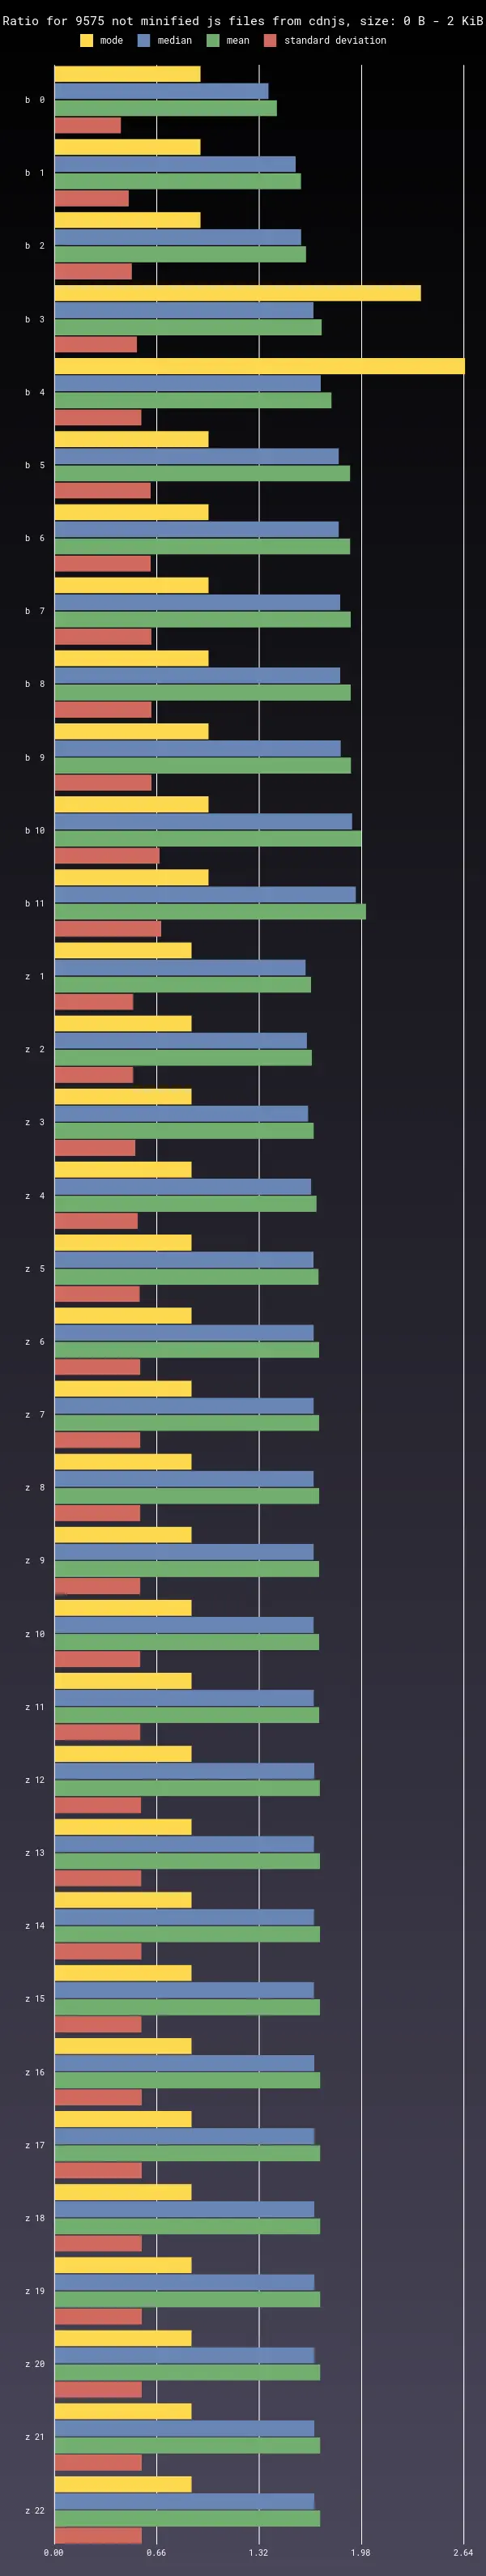 Ratio for 9575 not minified js files from cdnjs, size: 0 B - 2 KiB
mode median mean standard deviation
b 0
b 1
b 2
b 3
b 4
b 5
b 6
b 7
b 8
b 9
b 10
b 11
z 1
z 2
z 3
z 4
z 5
z 6
z 7
z 8
z 9
z 10
z 11
z 12
z 13
z 14
z 15
z 16
z 17
z 18
z 19
z 20
z 21
z 22
0.00 0.66 1.32 1.98 2.64